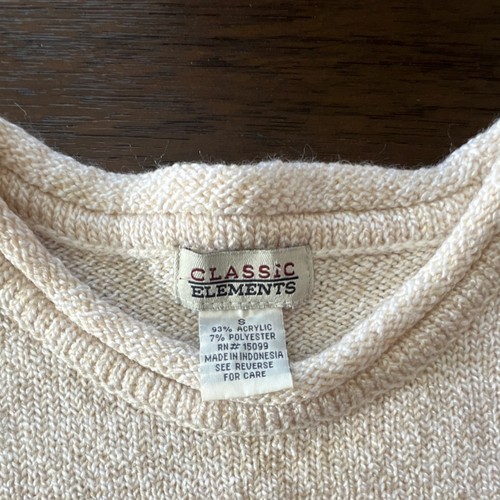 CLASSiC
ELEMENTS
S
93% ACRYLIC
7% POLYESTER
RN# 15099
MADE IN INDONESIA
SEE REVERSE
FOR CARE